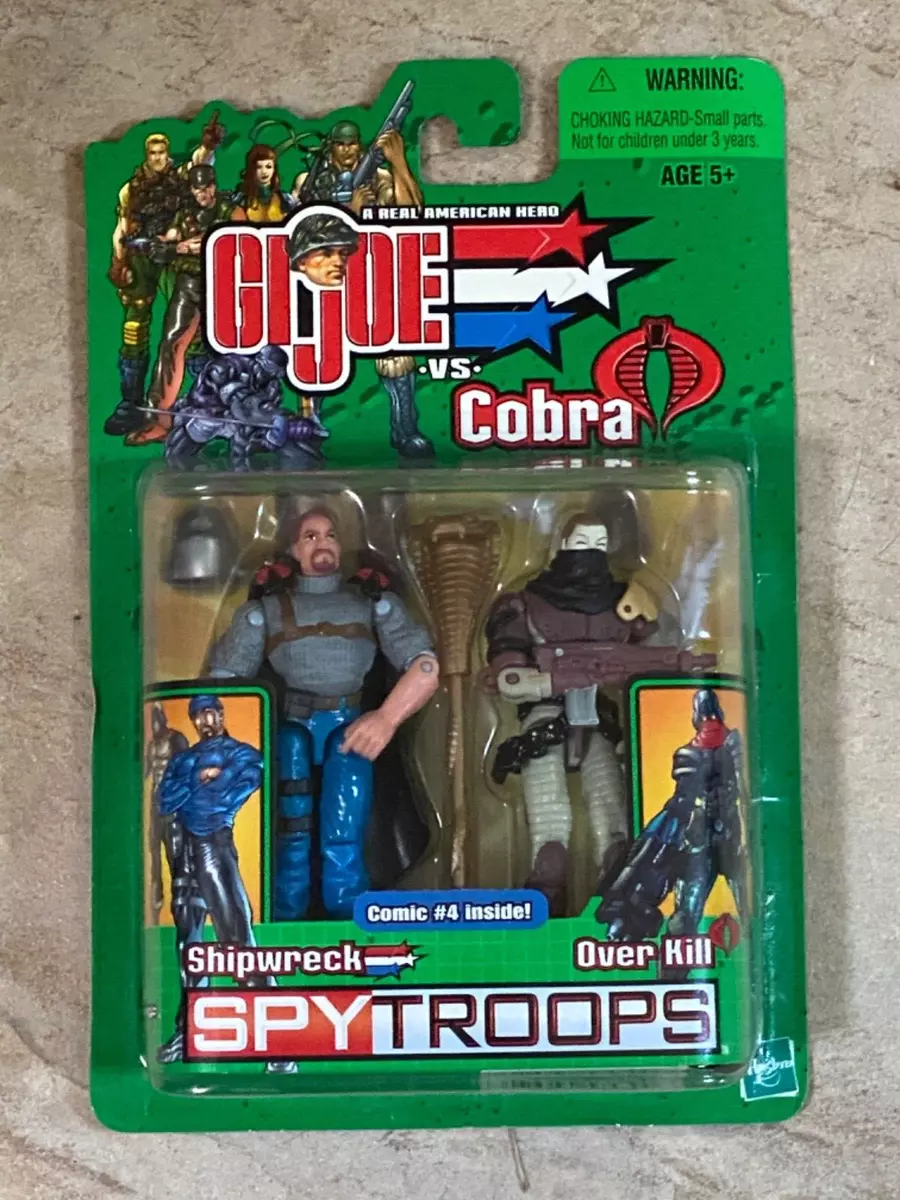 WARNING:
CHOKING HAZARD-Small parts.
Not for children under 3 years.
AGE 5+
A REAL AMERICAN HERO
GI JOE
·VS·
Cobra
Comic #4 inside!
Shipwreck
Over Kill
SPYTROOPS
Hasbro